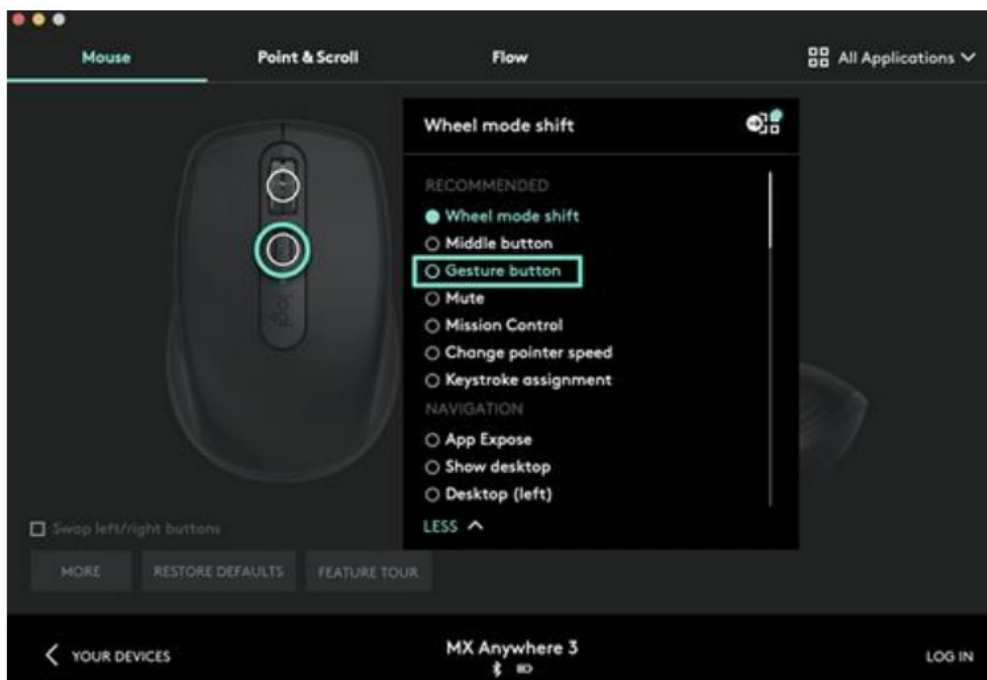 Mouse
Point & Scroll
Flow
All Applications
Wheel mode shift
RECOMMENDED
Wheel mode shift
Middle button
Gesture button
Mute
Mission Control
Change pointer speed
Keystroke assignment
NAVIGATION
App Expose
Show desktop
Desktop (left)
LESS
logi
Swap left/right buttons
MORE
RESTORE DEFAULTS
FEATURE TOUR
YOUR DEVICES
MX Anywhere 3
LOG IN